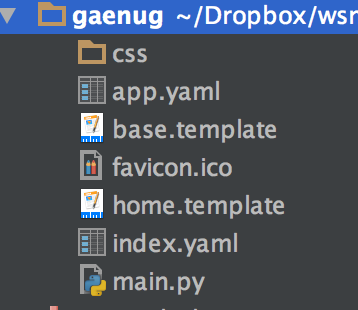 gaenug ~/Dropbox/wsr
css
app.yaml
base.template
favicon.ico
home.template
index.yaml
main.py